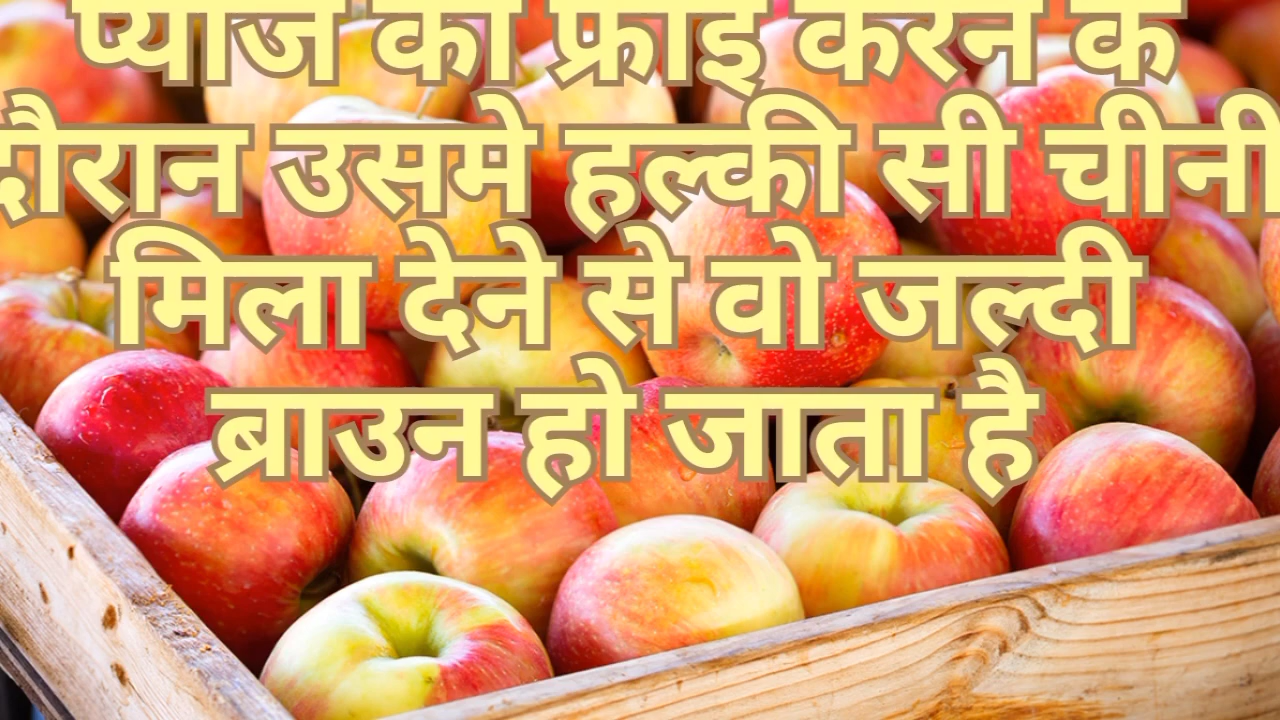 प्याज को फ्राई करने के
दौरान उसमे हल्की सी चीनी
मिला देने से वो जल्दी
ब्राउन हो जाता है